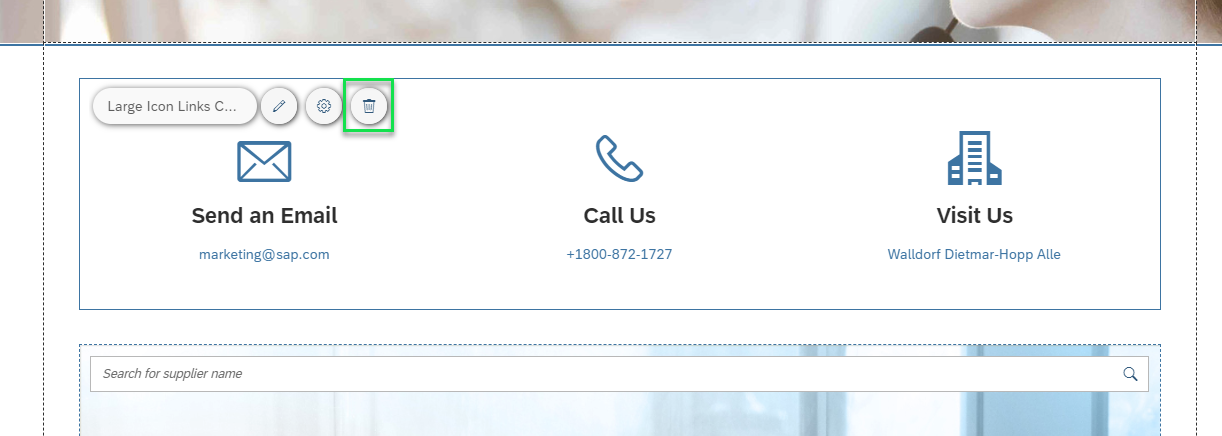 Large Icon Links C...
Send an Email
Call Us
Visit Us
marketing@sap.com
+1800-872-1727
Walldorf Dietmar-Hopp Alle
Search for supplier name